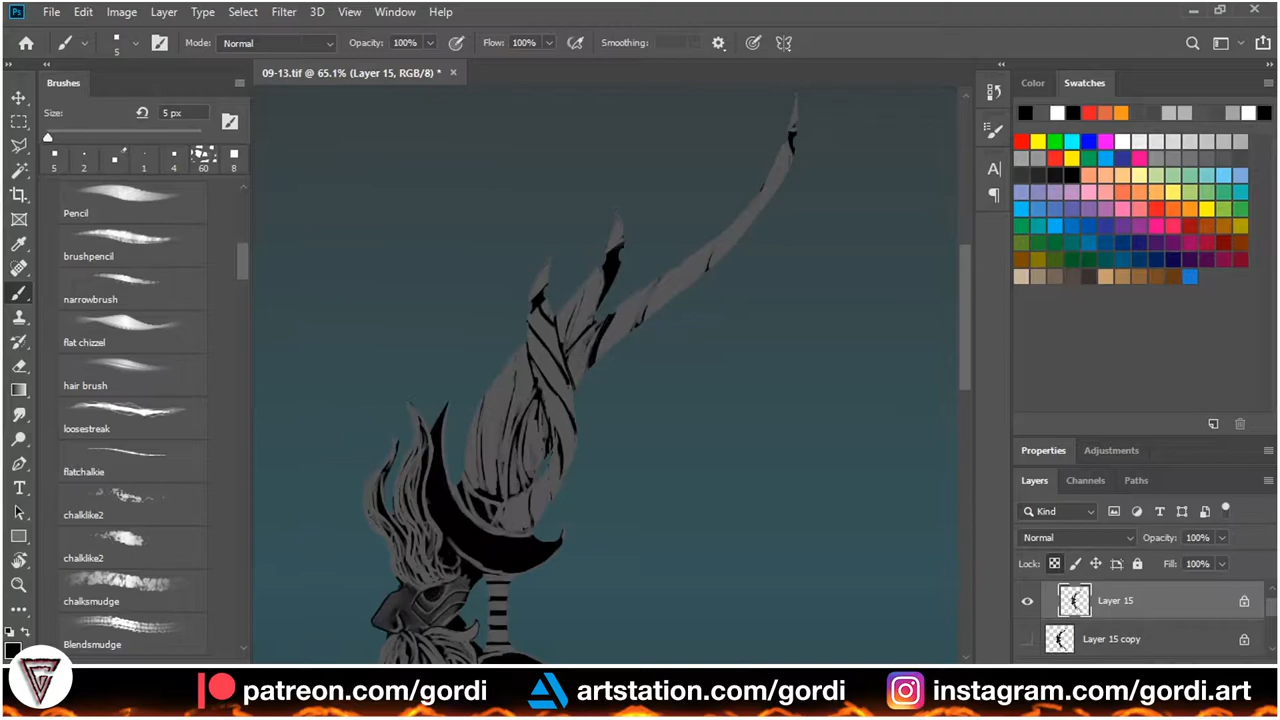 Ps File Edit Image Layer Type Select Filter 3D View Window Help
5 Mode: Normal Opacity: 100% Flow: 100% Smoothing:
09-13.tif @ 65.1% (Layer 15, RGB/8) * ×
Brushes
Size: 5 px
5 2 1 4 60 8
Pencil
brushpencil
narrowbrush
flat chizzel
hair brush
loosestreak
flatchalkie
chalklike2
chalklike2
chalksmudge
Blendsmudge
Color Swatches
Properties Adjustments
Layers Channels Paths
Kind
Normal Opacity: 100%
Lock: Fill: 100%
Layer 15
Layer 15 copy
patreon.com/gordi artstation.com/gordi instagram.com/gordi.art